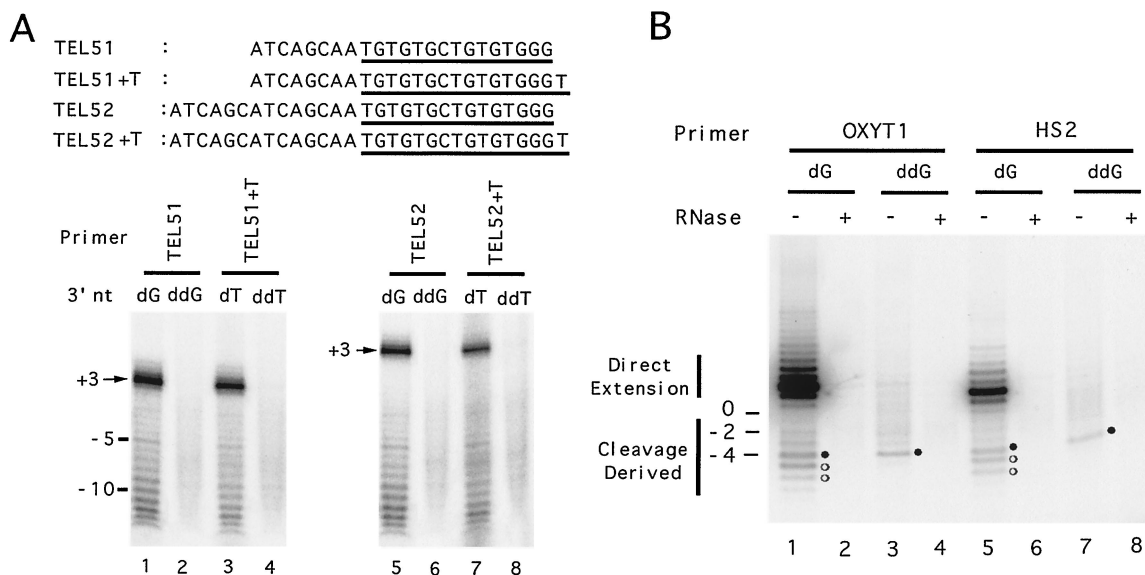 A
TEL51 : ATCAGCAATGTGTGCTGTGTGGG
TEL51+T : ATCAGCAATGTGTGCTGTGTGGGT
TEL52 :ATCAGCATCAGCAATGTGTGCTGTGTGGG
TEL52+T :ATCAGCATCAGCAATGTGTGCTGTGTGGGT
Primer TEL51 TEL51+T TEL52 TEL52+T
3' nt dG ddG dT ddT dG ddG dT ddT
+3 +3
-5
-10
1 2 3 4 5 6 7 8
B
Primer OXYT1 HS2
dG ddG dG ddG
RNase - + - + - + - +
Direct
Extension
0
-2
-4
Cleavage
Derived
1 2 3 4 5 6 7 8